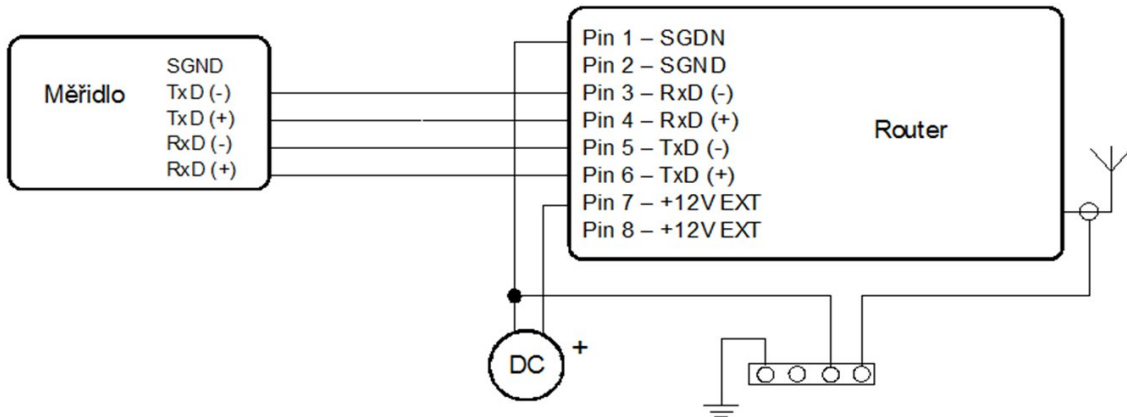 Měřidlo
SGND
TxD (-)
TxD (+)
RxD (-)
RxD (+)
Pin 1 – SGDN
Pin 2 – SGND
Pin 3 – RxD (-)
Pin 4 – RxD (+)
Pin 5 – TxD (-)
Pin 6 – TxD (+)
Pin 7 – +12V EXT
Pin 8 – +12V EXT
Router
DC
+